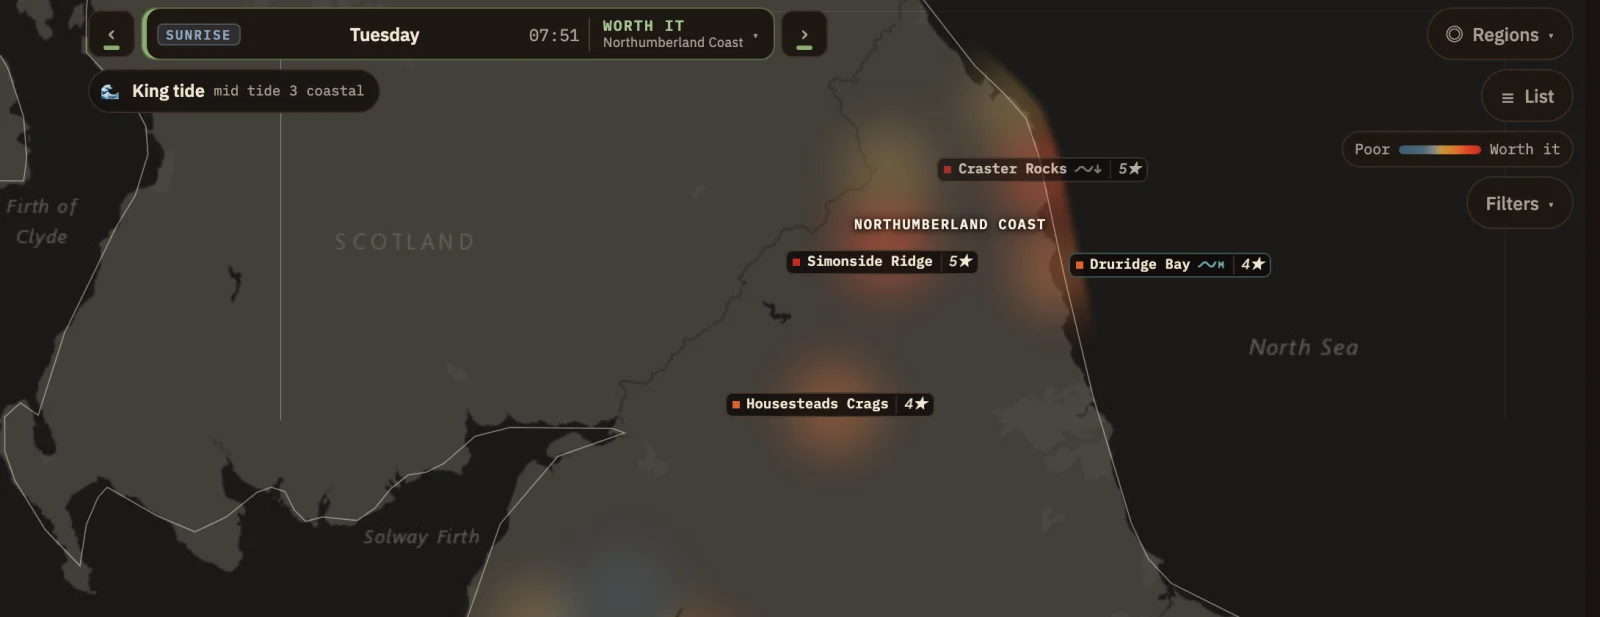 ‹
SUNRISE Tuesday 07:51 WORTH IT
Northumberland Coast ▾
›
◎ Regions ▾
🌊 King tide mid tide 3 coastal
≡ List
Poor Worth it
Filters ▾
Craster Rocks ↓ 5★
Firth of
Clyde
SCOTLAND
NORTHUMBERLAND COAST
Simonside Ridge 5★
Druridge Bay M 4★
North Sea
Housesteads Crags 4★
Solway Firth